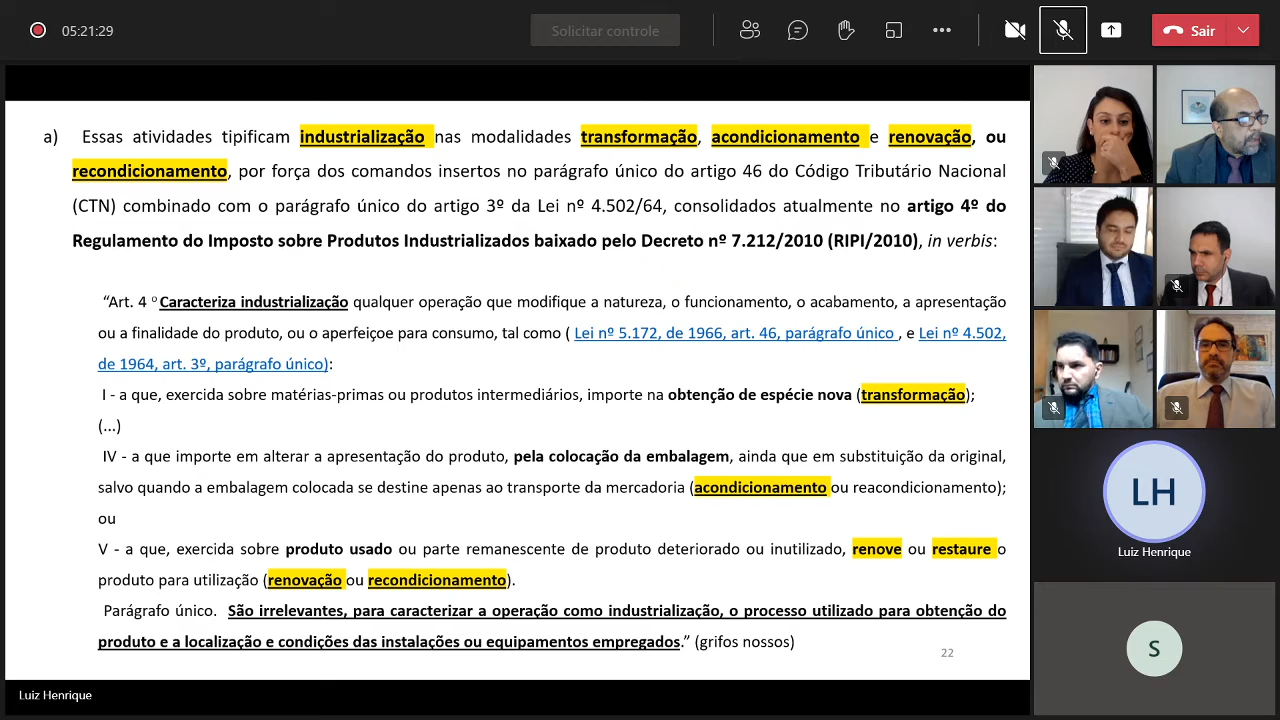 05:21:29
Solicitar controle
Sair
a) Essas atividades tipificam industrialização nas modalidades transformação, acondicionamento e renovação, ou
recondicionamento, por força dos comandos insertos no parágrafo único do artigo 46 do Código Tributário Nacional
(CTN) combinado com o parágrafo único do artigo 3º da Lei nº 4.502/64, consolidados atualmente no artigo 4º do
Regulamento do Imposto sobre Produtos Industrializados baixado pelo Decreto nº 7.212/2010 (RIPI/2010), in verbis:
“Art. 4 º Caracteriza industrialização qualquer operação que modifique a natureza, o funcionamento, o acabamento, a apresentação
ou a finalidade do produto, ou o aperfeiçoe para consumo, tal como ( Lei nº 5.172, de 1966, art. 46, parágrafo único , e Lei nº 4.502,
de 1964, art. 3º, parágrafo único):
I - a que, exercida sobre matérias-primas ou produtos intermediários, importe na obtenção de espécie nova (transformação);
(...)
IV - a que importe em alterar a apresentação do produto, pela colocação da embalagem, ainda que em substituição da original,
salvo quando a embalagem colocada se destine apenas ao transporte da mercadoria (acondicionamento ou reacondicionamento);
ou
V - a que, exercida sobre produto usado ou parte remanescente de produto deteriorado ou inutilizado, renove ou restaure o
produto para utilização (renovação ou recondicionamento).
Parágrafo único. São irrelevantes, para caracterizar a operação como industrialização, o processo utilizado para obtenção do
produto e a localização e condições das instalações ou equipamentos empregados.” (grifos nossos)
22
Luiz Henrique
LH
Luiz Henrique
S